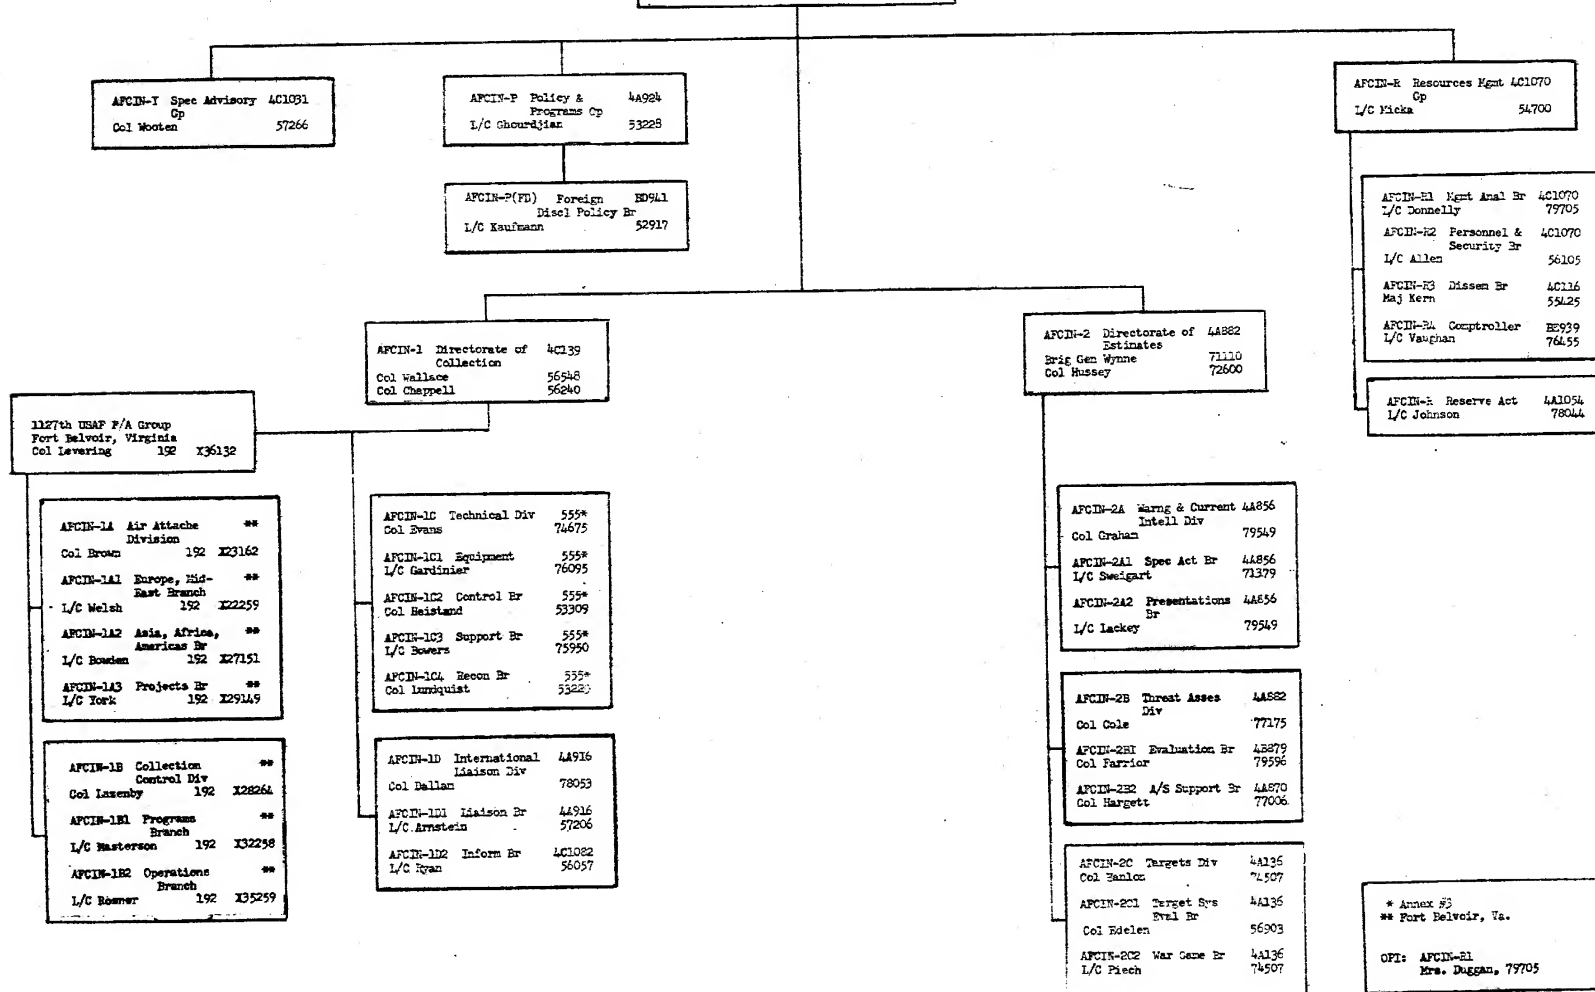 AFCIN-T Spec Advisory 4C1031
Gp
Col Wooten 57266
AFCIN-P Policy & 4A924
Programs Gp
L/C Ghourdjian 53228
AFCIN-P(FD) Foreign BD941
Discl Policy Br
L/C Kaufmann 52917
AFCIN-R Resources Mgmt 4C1070
Gp
L/C Micka 54700
AFCIN-R1 Mgmt Anal Br 4C1070
L/C Donnelly 79705
AFCIN-R2 Personnel & 4C1070
Security Br
L/C Allen 56105
AFCIN-R3 Dissem Br 4C116
Maj Kern 55425
AFCIN-R4 Comptroller BE939
L/C Vaughan 76455
AFCIN-R Reserve Act 4A1054
L/C Johnson 78044
AFCIN-1 Directorate of 4C139
Collection
Col Wallace 56548
Col Chappell 56240
AFCIN-2 Directorate of 4A882
Estimates
Brig Gen Wynne 71110
Col Hussey 72600
1127th USAF F/A Group
Fort Belvoir, Virginia
Col Levering 192 X36132
AFCIN-1A Air Attache **
Division
Col Brown 192 X23162
AFCIN-1A1 Europe, Mid- **
East Branch
L/C Welsh 192 X22259
AFCIN-1A2 Asia, Africa, **
Americas Br
L/C Bowden 192 X27151
AFCIN-1A3 Projects Br **
L/C York 192 X29149
AFCIN-1B Collection **
Control Div
Col Lazenby 192 X28264
AFCIN-1B1 Programs **
Branch
L/C Masterson 192 X32258
AFCIN-1B2 Operations **
Branch
L/C Rosner 192 X35259
AFCIN-1C Technical Div 555*
Col Evans 74675
AFCIN-1C1 Equipment 555*
L/C Gardinier 76095
AFCIN-1C2 Control Br 555*
Col Heistand 53309
AFCIN-1C3 Support Br 555*
L/C Bowers 75950
AFCIN-1C4 Recon Br 555*
Col Lundquist
AFCIN-1D International 4A916
Liaison Div
Col Dallam 78053
AFCIN-1D1 Liaison Br 4A916
L/C Arnstein 57206
AFCIN-1D2 Inform Br 4C1082
L/C Ryan 56057
AFCIN-2A Warng & Current 4A856
Intell Div
Col Graham 79549
AFCIN-2A1 Spec Act Br 4A856
L/C Sweigart 71379
AFCIN-2A2 Presentations 4A856
Br
L/C Lackey 79549
AFCIN-2B Threat Asses 4A882
Div
Col Cole 77175
AFCIN-2B1 Evaluation Br 4B879
Col Farrior 79596
AFCIN-2B2 A/S Support Br 4A870
Col Hargett 77006
AFCIN-2C Targets Div 4A136
Col Hanlon 74507
AFCIN-2C1 Target Sys 4A136
Eval Br
Col Edelen 56903
AFCIN-2C2 War Game Br 4A136
L/C Piech 74507
* Annex #3
** Fort Belvoir, Va.
OPI: AFCIN-R1
Mrs. Duggan, 79705